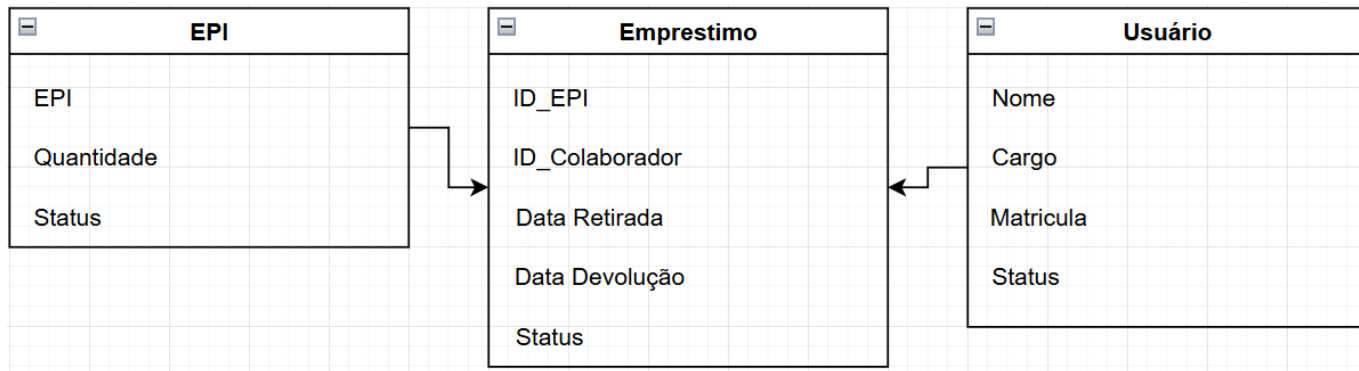 EPI
EPI
Quantidade
Status
Emprestimo
ID_EPI
ID_Colaborador
Data Retirada
Data Devolução
Status
Usuário
Nome
Cargo
Matricula
Status